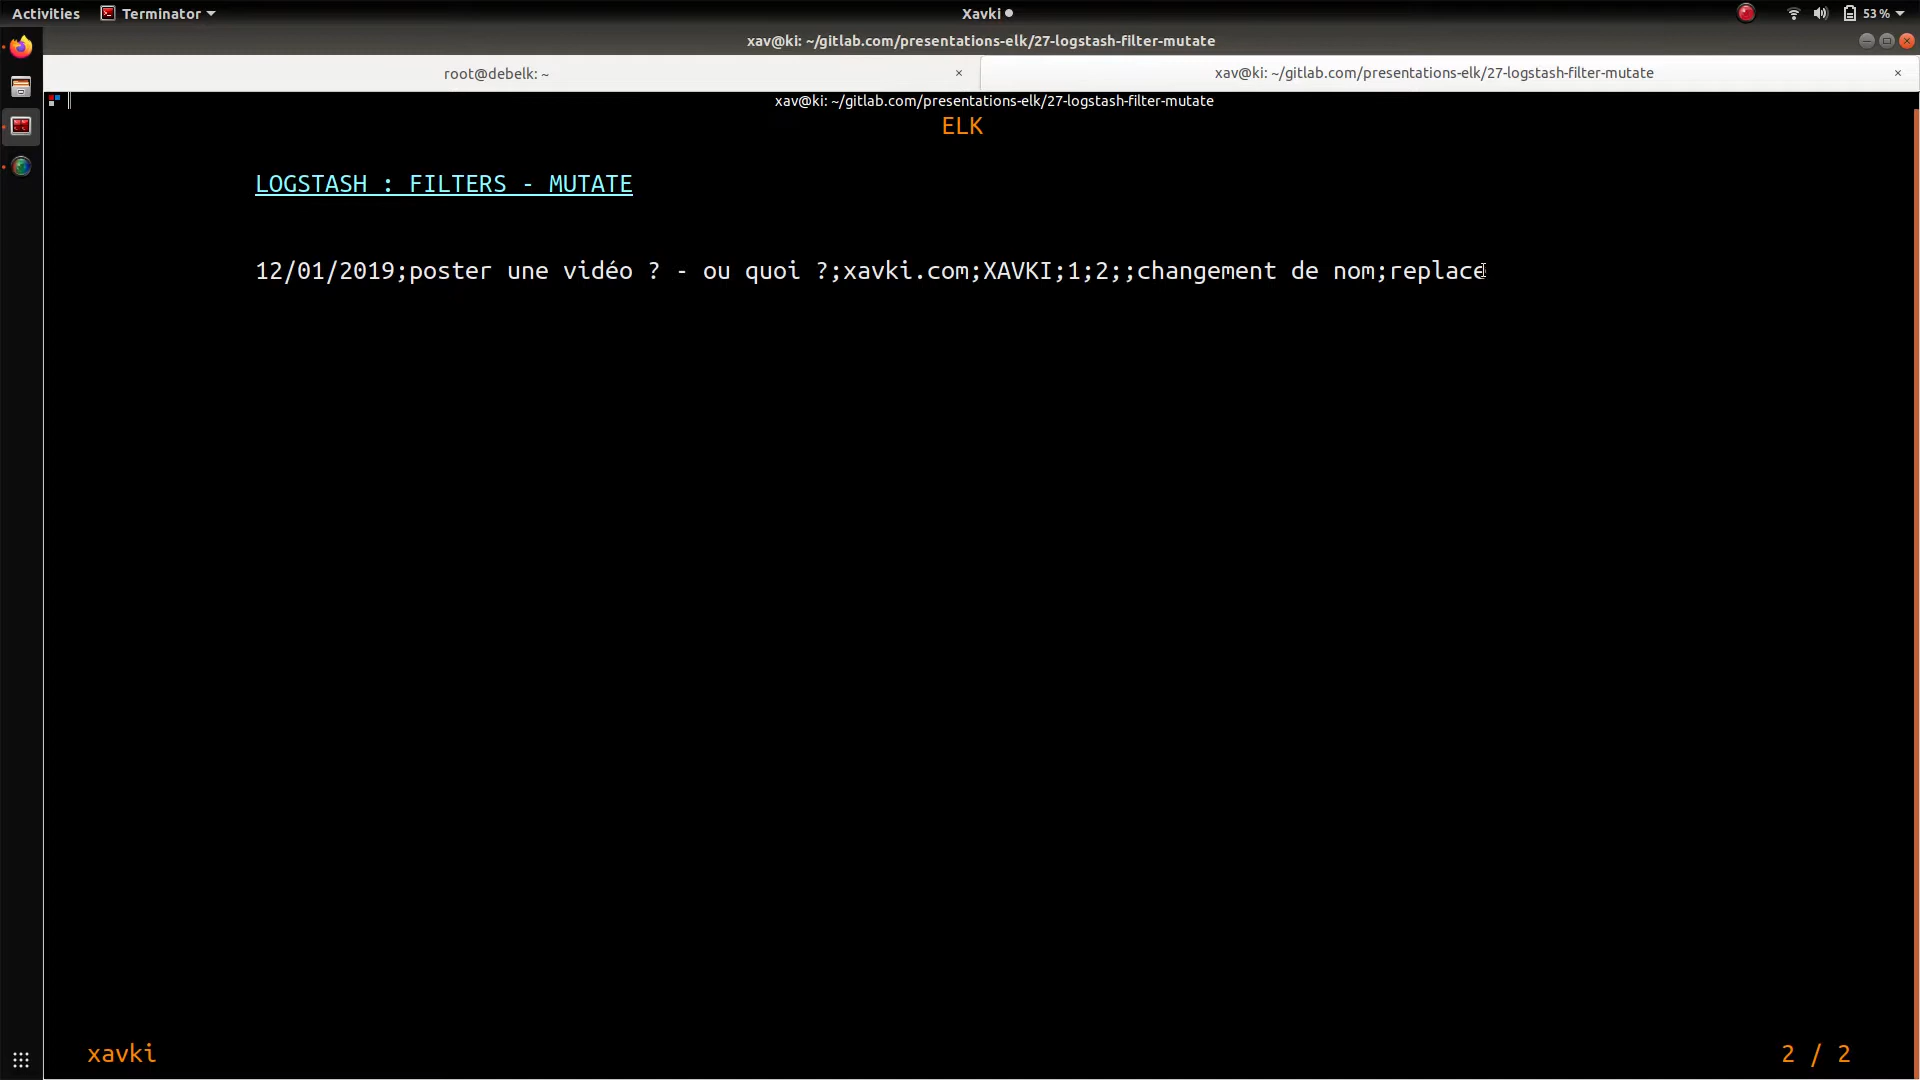 Activities Terminator Xavki 53 %
xav@ki: ~/gitlab.com/presentations-elk/27-logstash-filter-mutate
root@debelk: ~ × xav@ki: ~/gitlab.com/presentations-elk/27-logstash-filter-mutate ×
xav@ki: ~/gitlab.com/presentations-elk/27-logstash-filter-mutate
ELK
LOGSTASH : FILTERS - MUTATE
12/01/2019;poster une vidéo ? - ou quoi ?;xavki.com;XAVKI;1;2;;changement de nom;replace
xavki 2 / 2